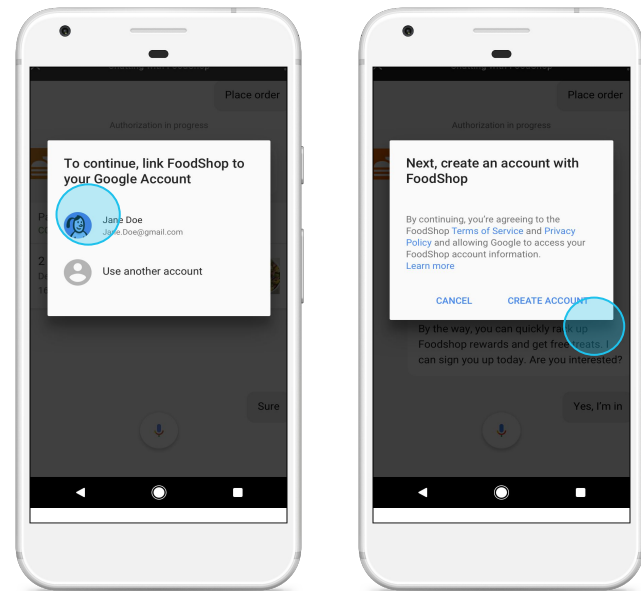 Place order
Authorization in progress
To continue, link FoodShop to
your Google Account
Jane Doe
Jane.Doe@gmail.com
Use another account
Sure
Place order
Authorization in progress
Next, create an account with
FoodShop
By continuing, you're agreeing to the
FoodShop Terms of Service and Privacy
Policy and allowing Google to access your
FoodShop account information.
Learn more
CANCEL CREATE ACCOUNT
By the way, you can quickly rack up
Foodshop rewards and get free treats. I
can sign you up today. Are you interested?
Yes, I'm in